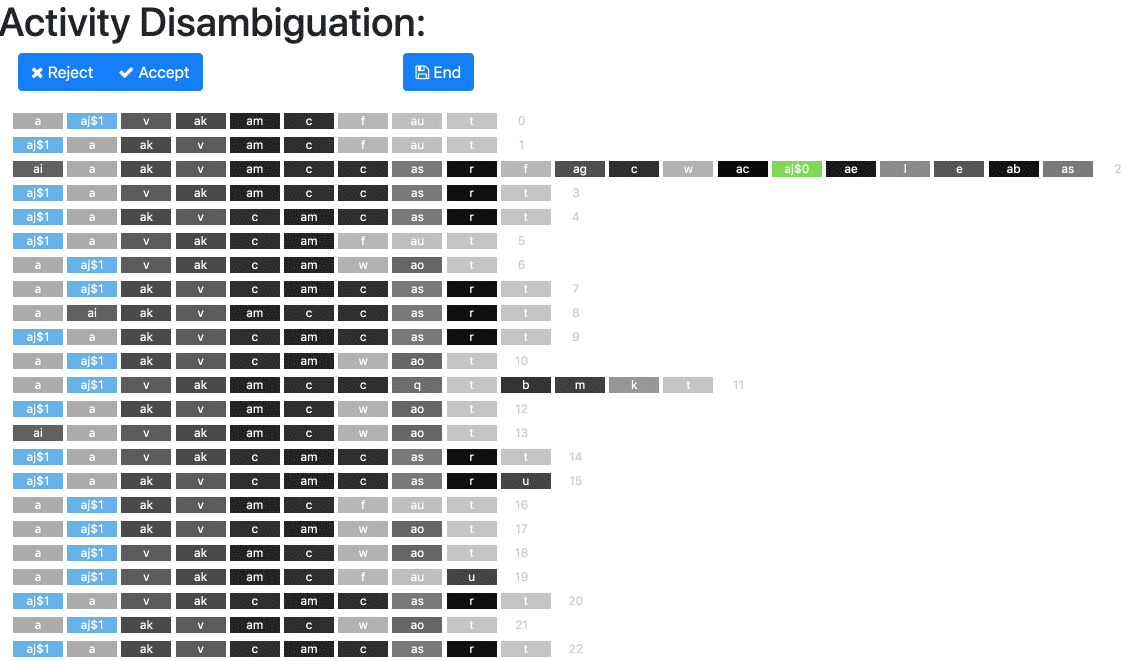 Activity Disambiguation:
Reject Accept End
a aj$1 v ak am c f au t 0
aj$1 a ak v am c f au t 1
ai a ak v am c c as r f ag c w ac aj$0 ae l e ab as 2
aj$1 a v ak am c c as r t 3
aj$1 a ak v c am c as r t 4
aj$1 a v ak c am f au t 5
a aj$1 v ak c am w ao t 6
a aj$1 ak v c am c as r t 7
a ai ak v am c c as r t 8
aj$1 a ak v c am c as r t 9
a aj$1 ak v c am w ao t 10
a aj$1 v ak am c c q t b m k t 11
aj$1 a ak v am c w ao t 12
ai a v ak am c w ao t 13
aj$1 a v ak c am c as r t 14
aj$1 a ak v c am c as r u 15
a aj$1 ak v am c f au t 16
a aj$1 ak v c am w ao t 17
a aj$1 v ak am c w ao t 18
a aj$1 v ak am c f au u 19
aj$1 a v ak c am c as r t 20
a aj$1 ak v am c w ao t 21
aj$1 a ak v c am c as r t 22